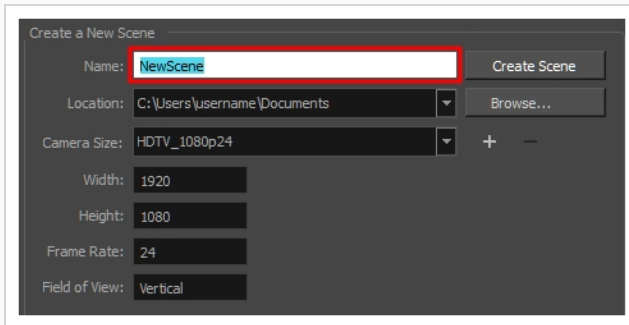 Create a New Scene
Name: NewScene Create Scene
Location: C:\Users\username\Documents Browse...
Camera Size: HDTV_1080p24 + −
Width: 1920
Height: 1080
Frame Rate: 24
Field of View: Vertical